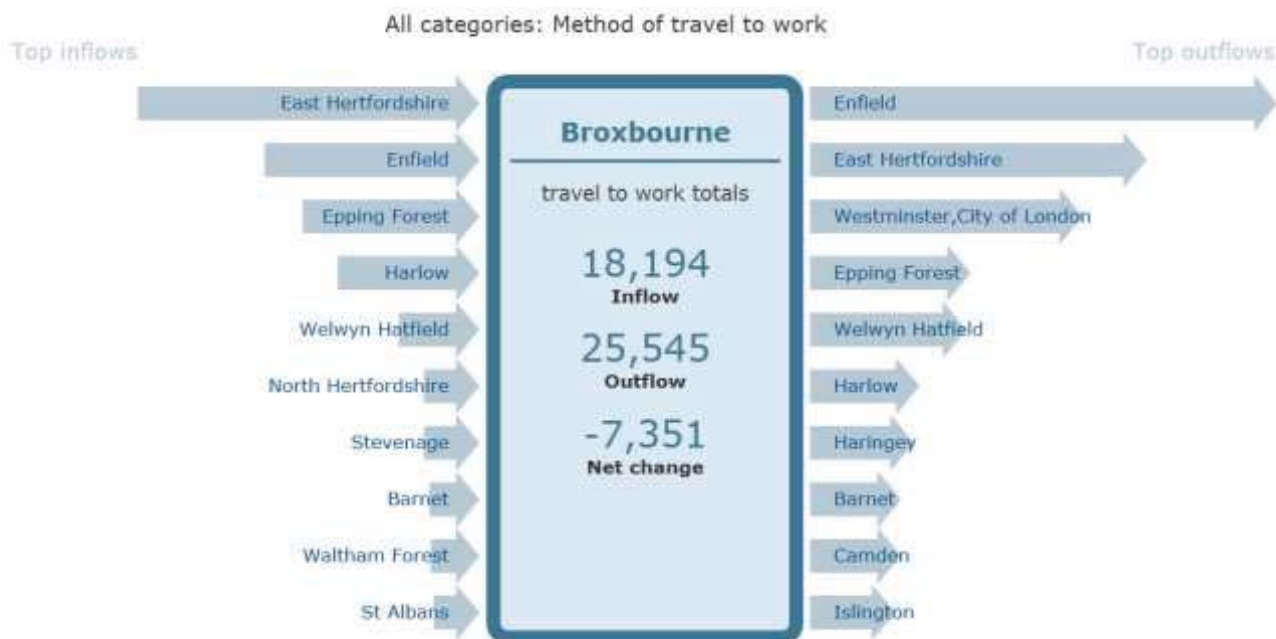 All categories: Method of travel to work
Top inflows
Top outflows
East Hertfordshire
Enfield
Epping Forest
Harlow
Welwyn Hatfield
North Hertfordshire
Stevenage
Barnet
Waltham Forest
St Albans
Broxbourne
travel to work totals
18,194
Inflow
25,545
Outflow
-7,351
Net change
Enfield
East Hertfordshire
Westminster,City of London
Epping Forest
Welwyn Hatfield
Harlow
Haringey
Barnet
Camden
Islington